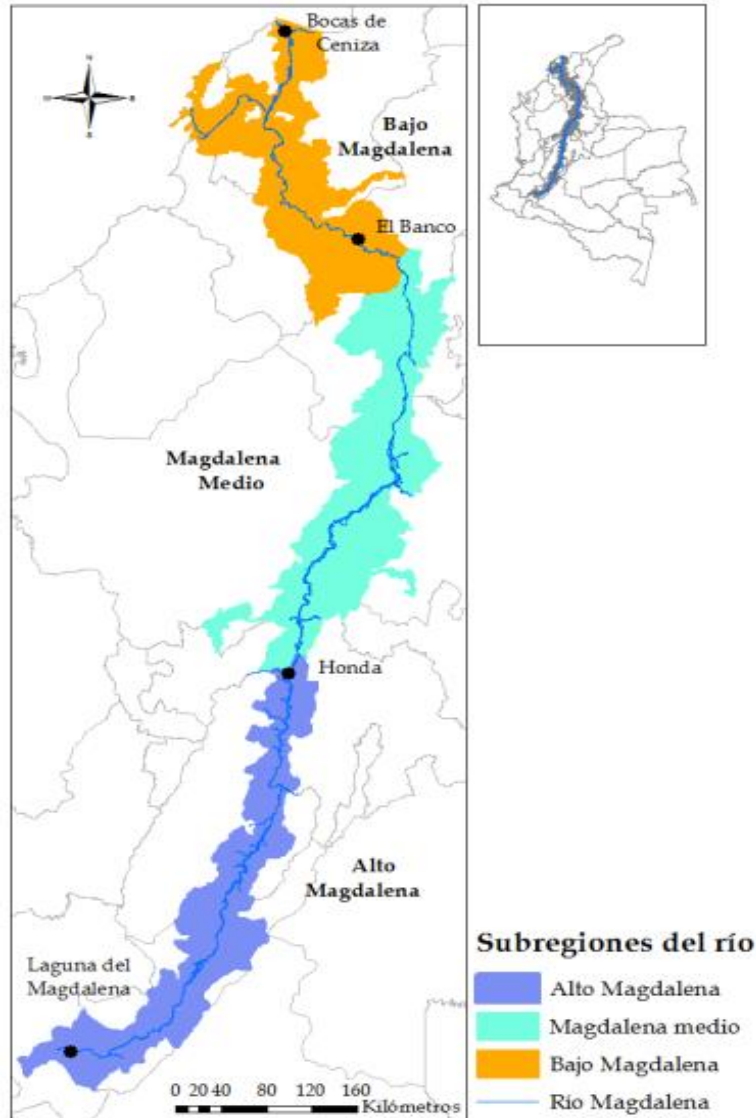 Bocas de
Ceniza
Bajo
Magdalena
El Banco
Magdalena
Medio
Honda
Alto
Magdalena
Laguna del
Magdalena
0 20 40 80 120 160
Kilómetros
Subregiones del río
Alto Magdalena
Magdalena medio
Bajo Magdalena
Río Magdalena